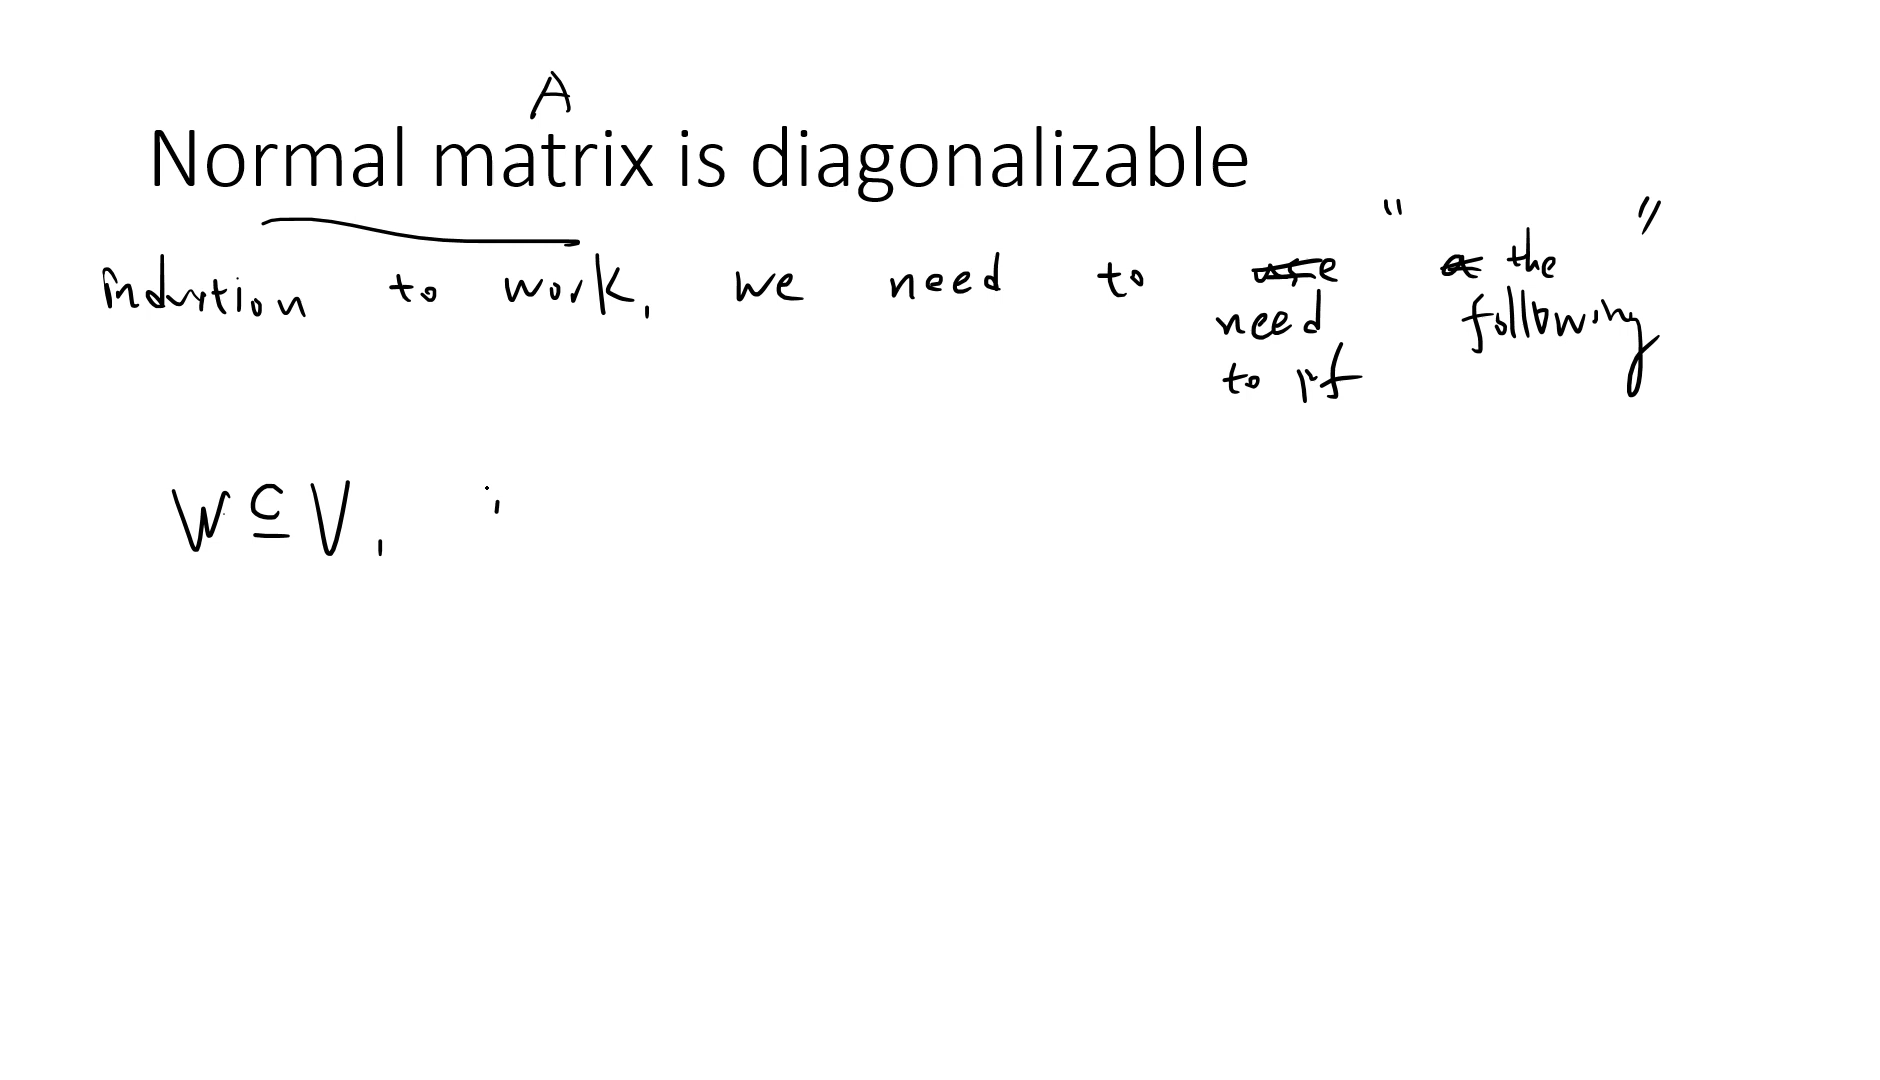 A
Normal matrix is diagonalizable
induction to work, we need to " the "
need following
to pf
W ⊆ V,